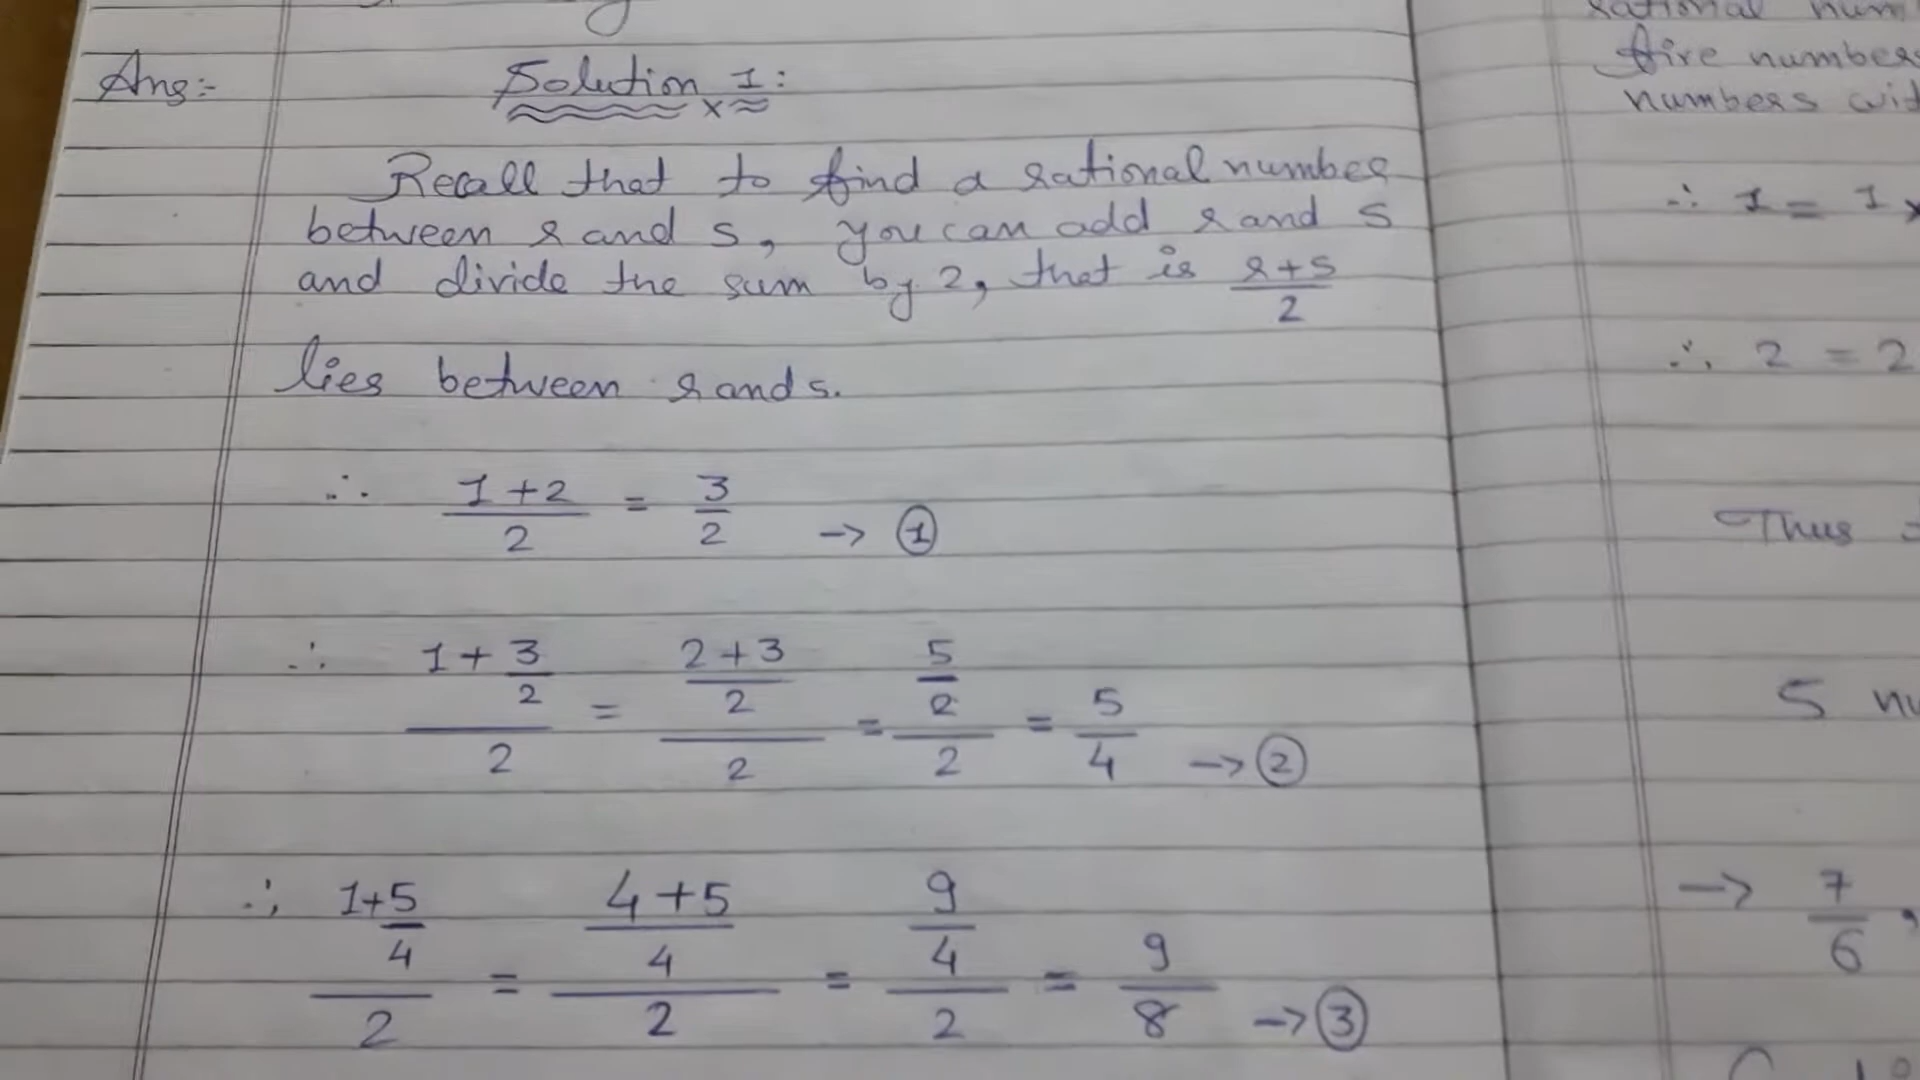 Ans:-
Solution 1:
Recall that to find a rational number
between r and s, you can add r and s
and divide the sum by 2, that is (r+s)/2
lies between r and s.
∴ (1+2)/2 = 3/2 → ①
∴ (1+3/2)/2 = ((2+3)/2)/2 = (5/2)/2 = 5/4 → ②
∴ (1+5/4)/2 = ((4+5)/4)/2 = (9/4)/2 = 9/8 → ③
rational num
five numbers
numbers
∴ 1 = 1 ×
∴ 2 = 2
Thus
5
→ 7/6,